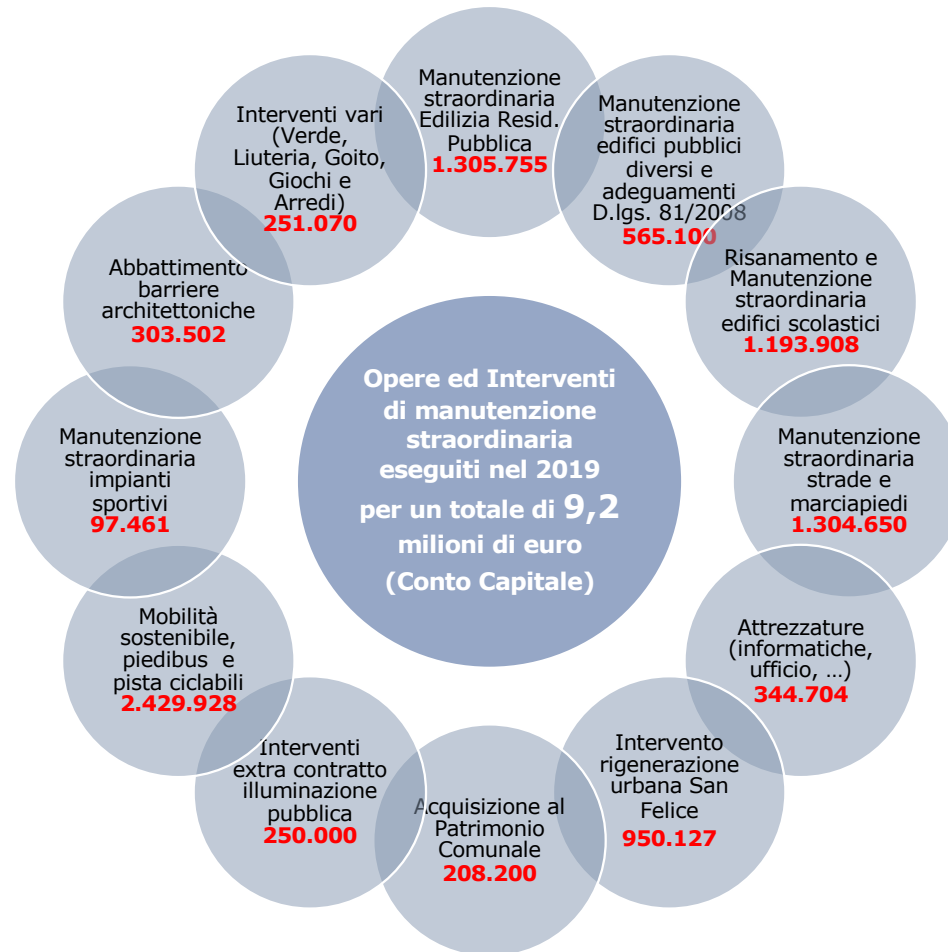 Manutenzione
straordinaria
Edilizia Resid.
Pubblica
1.305.755
Manutenzione
straordinaria
edifici pubblici
diversi e
adeguamenti
D.lgs. 81/2008
565.100
Risanamento e
Manutenzione
straordinaria
edifici scolastici
1.193.908
Manutenzione
straordinaria
strade e
marciapiedi
1.304.650
Attrezzature
(informatiche,
ufficio, ...)
344.704
Intervento
rigenerazione
urbana San
Felice
950.127
Acquisizione al
Patrimonio
Comunale
208.200
Interventi
extra contratto
illuminazione
pubblica
250.000
Mobilità
sostenibile,
piedibus e
pista ciclabili
2.429.928
Manutenzione
straordinaria
impianti
sportivi
97.461
Abbattimento
barriere
architettoniche
303.502
Interventi vari
(Verde,
Liuteria, Goito,
Giochi e
Arredi)
251.070
Opere ed Interventi
di manutenzione
straordinaria
eseguiti nel 2019
per un totale di 9,2
milioni di euro
(Conto Capitale)